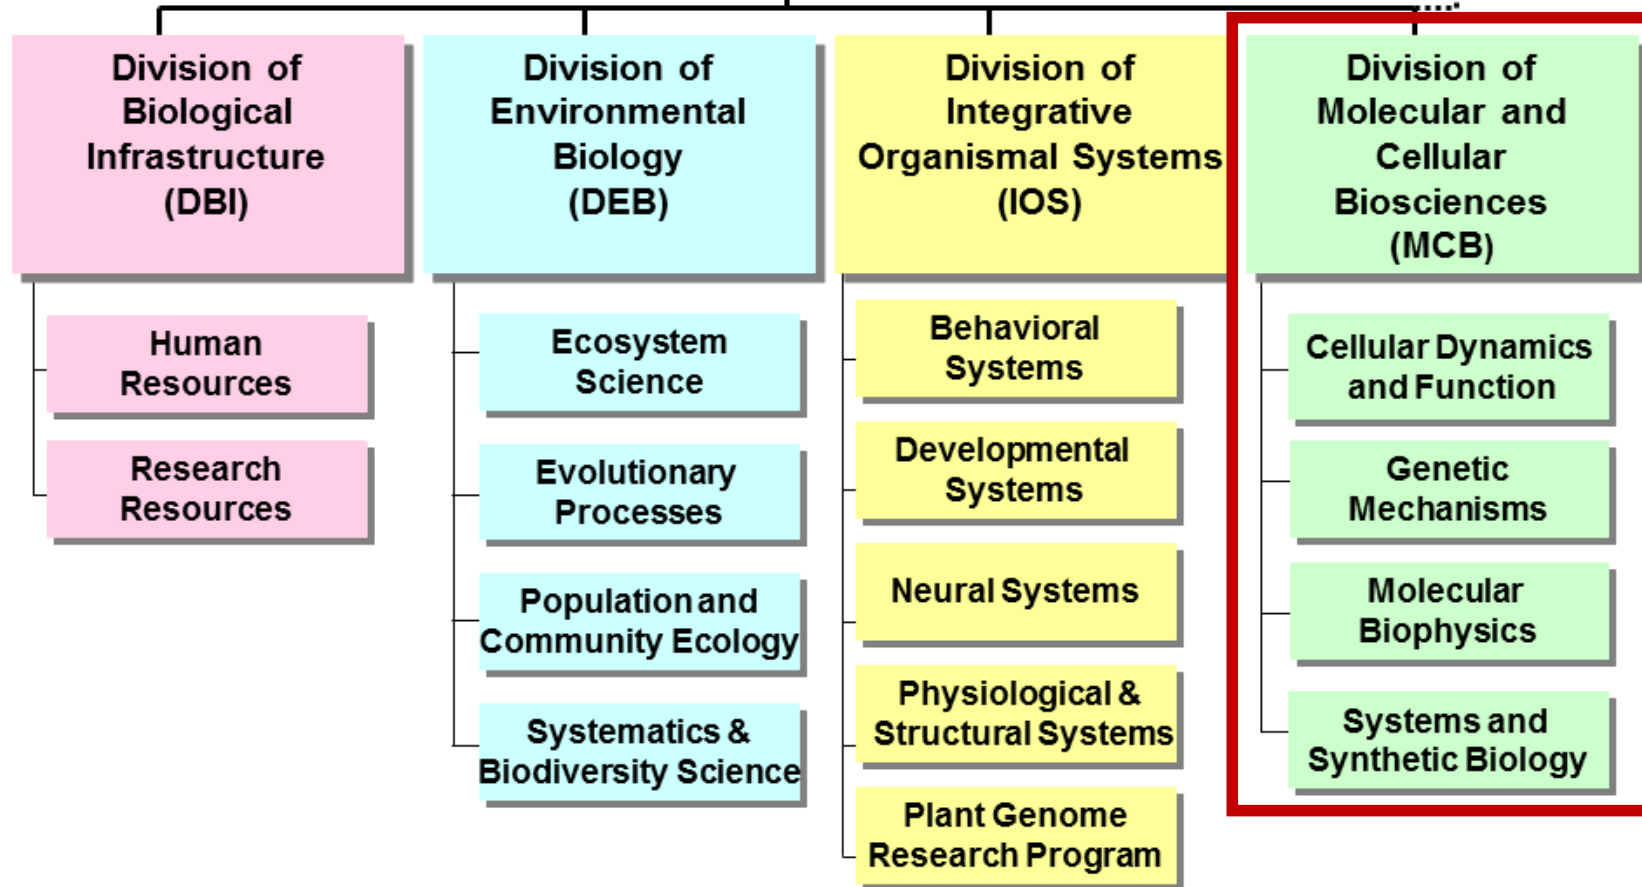 Division of
Biological
Infrastructure
(DBI)
Human
Resources
Research
Resources
Division of
Environmental
Biology
(DEB)
Ecosystem
Science
Evolutionary
Processes
Population and
Community Ecology
Systematics &
Biodiversity Science
Division of
Integrative
Organismal Systems
(IOS)
Behavioral
Systems
Developmental
Systems
Neural Systems
Physiological &
Structural Systems
Plant Genome
Research Program
Division of
Molecular and
Cellular
Biosciences
(MCB)
Cellular Dynamics
and Function
Genetic
Mechanisms
Molecular
Biophysics
Systems and
Synthetic Biology